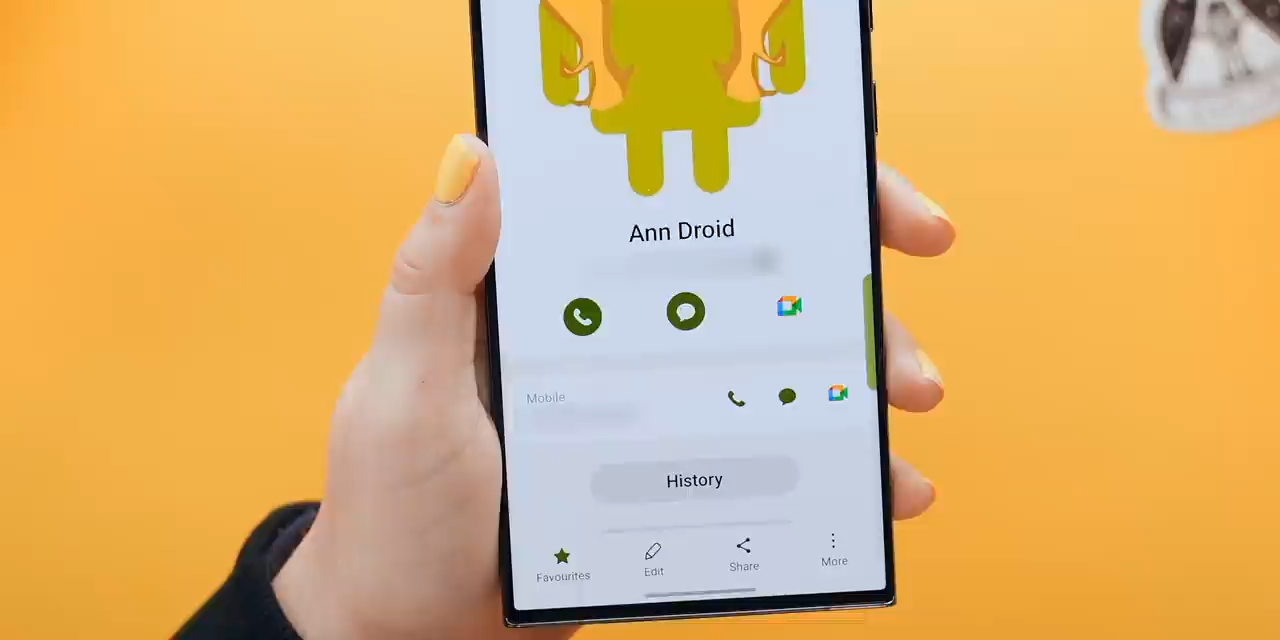 Ann Droid
Mobile
History
Favourites
Edit
Share
More